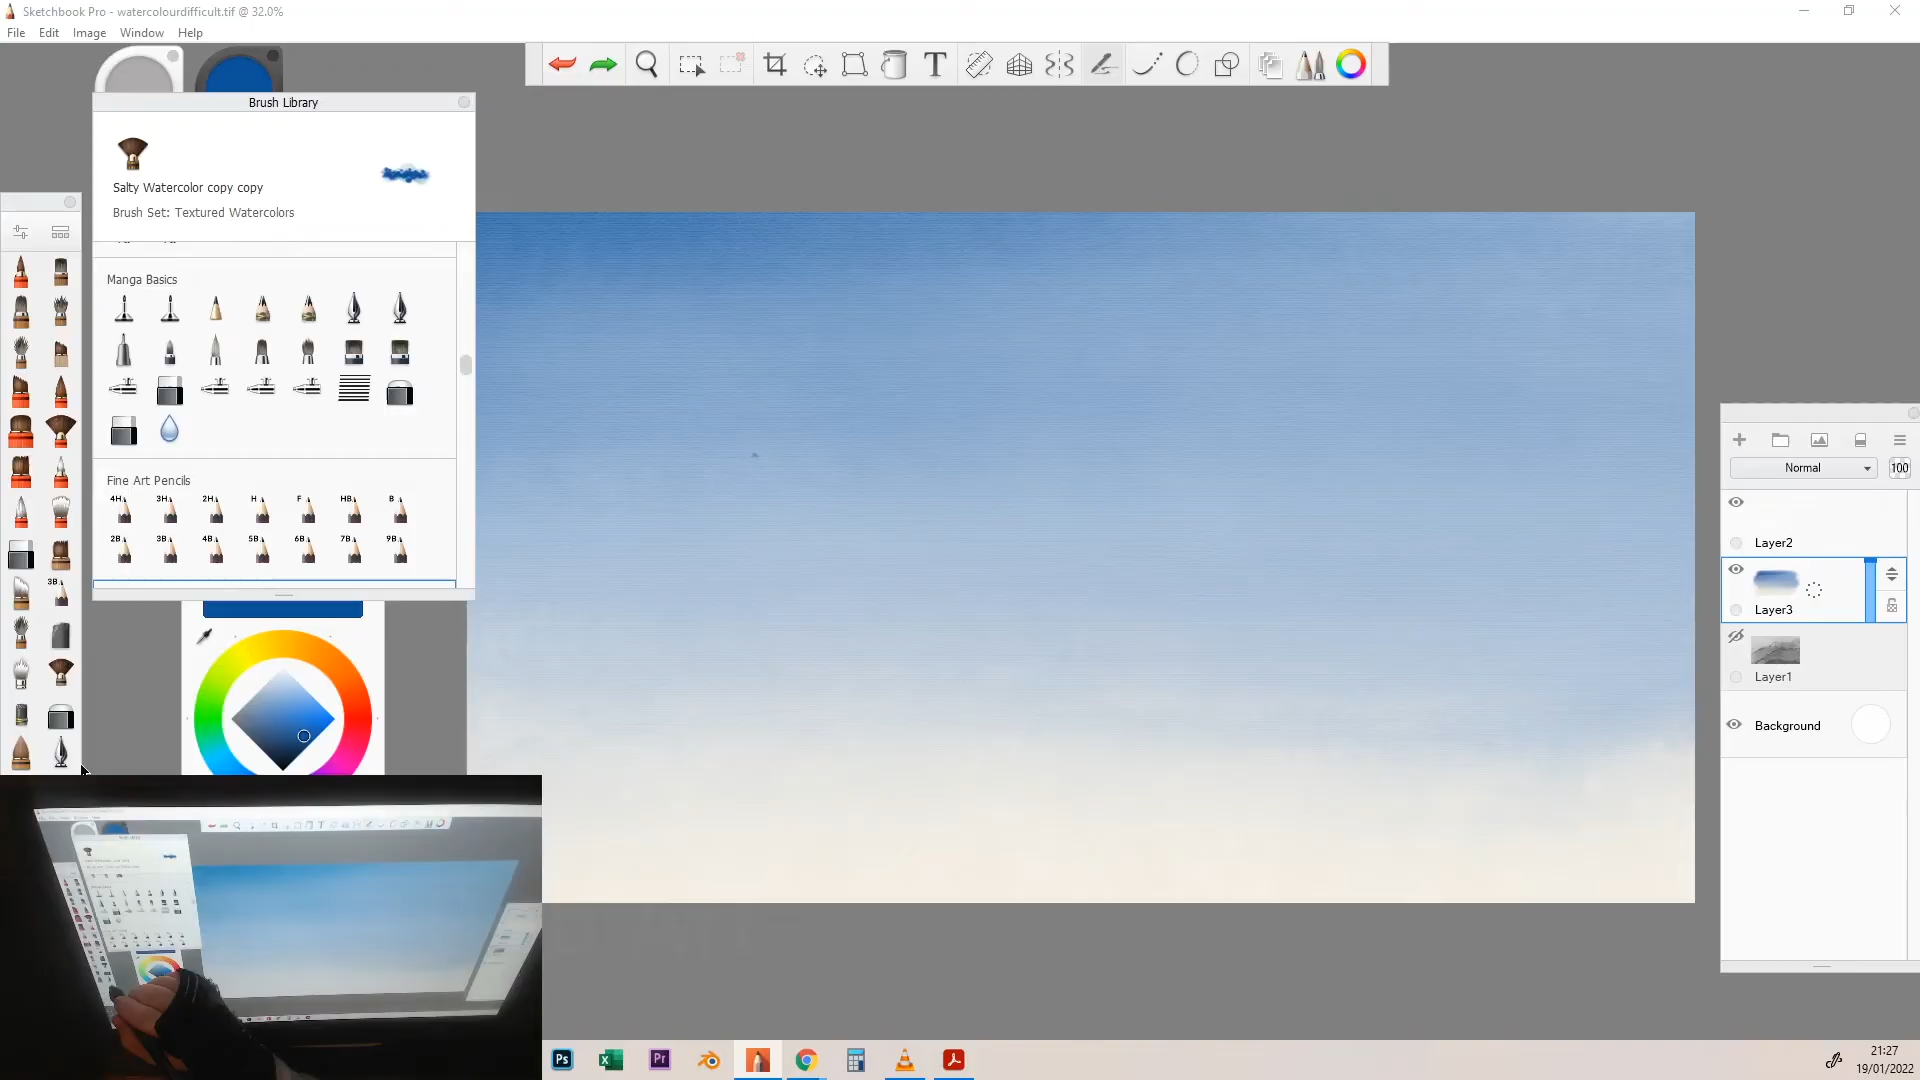 Sketchbook Pro - watercolourdifficult.tif @ 32.0%
File Edit Image Window Help
T
Brush Library
Salty Watercolor copy copy
Brush Set: Textured Watercolors
Manga Basics
Fine Art Pencils
4H 3H 2H H F HB B
2B 3B 4B 5B 6B 7B 9B
3B
Normal 100
Layer2
Layer3
Layer1
Background
Ps Pr
21:27
19/01/2022